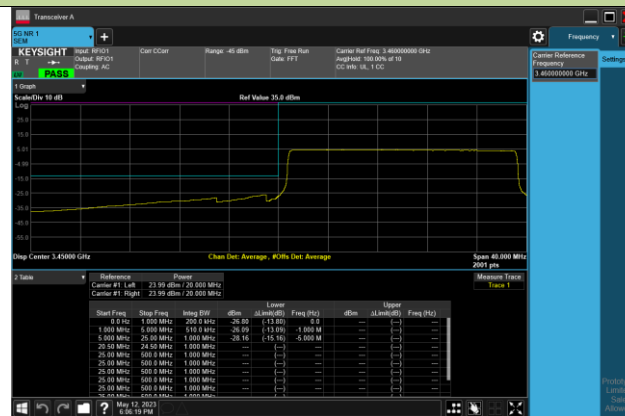 Transceiver A
5G NR 1
SEM
Frequency
KEYSIGHT Input: RFIO1 Corr CCorr Range: -45 dBm Trig: Free Run Carrier Ref Freq: 3.460000000 GHz
R T Output: RFIO1 Gate: FFT AvgHold: 100.00% of 10
Coupling: AC CC Info: UL, 1 CC
PASS
Carrier Reference
Frequency
3.460000000 GHz
Settings
1 Graph
Scale/Div 10 dB Ref Value 35.0 dBm
Log
25.0
15.0
5.01
-4.99
-15.0
-25.0
-35.0
-45.0
-55.0
Disp Center 3.45000 GHz Chan Det: Average, #Offs Det: Average Span 40.000 MHz
2001 pts
2 Table Reference Power Measure Trace
Carrier #1: Left 23.99 dBm / 20.000 MHz Trace 1
Carrier #1: Right 23.99 dBm / 20.000 MHz
Lower Upper
Start Freq Stop Freq Integ BW dBm ΔLimit(dB) Freq (Hz) dBm ΔLimit(dB) Freq (Hz)
0.0 Hz 1.000 MHz 200.0 kHz -26.80 (-13.80) 0.0 --- (---) ---
1.000 MHz 5.000 MHz 510.0 kHz -26.09 (-13.09) -1.000 M --- (---) ---
5.000 MHz 25.00 MHz 1.000 MHz -28.16 (-15.16) -5.000 M --- (---) ---
20.50 MHz 24.50 MHz 1.000 MHz --- (---) --- --- (---) ---
25.00 MHz 500.0 MHz 1.000 MHz --- (---) --- --- (---) ---
25.00 MHz 500.0 MHz 1.000 MHz --- (---) --- --- (---) ---
25.00 MHz 500.0 MHz 1.000 MHz --- (---) --- --- (---) ---
25.00 MHz 500.0 MHz 1.000 MHz --- (---) --- --- (---) ---
25.00 MHz 500.0 MHz 1.000 MHz --- (---) --- --- (---) ---
May 12, 2023
6:06:19 PM